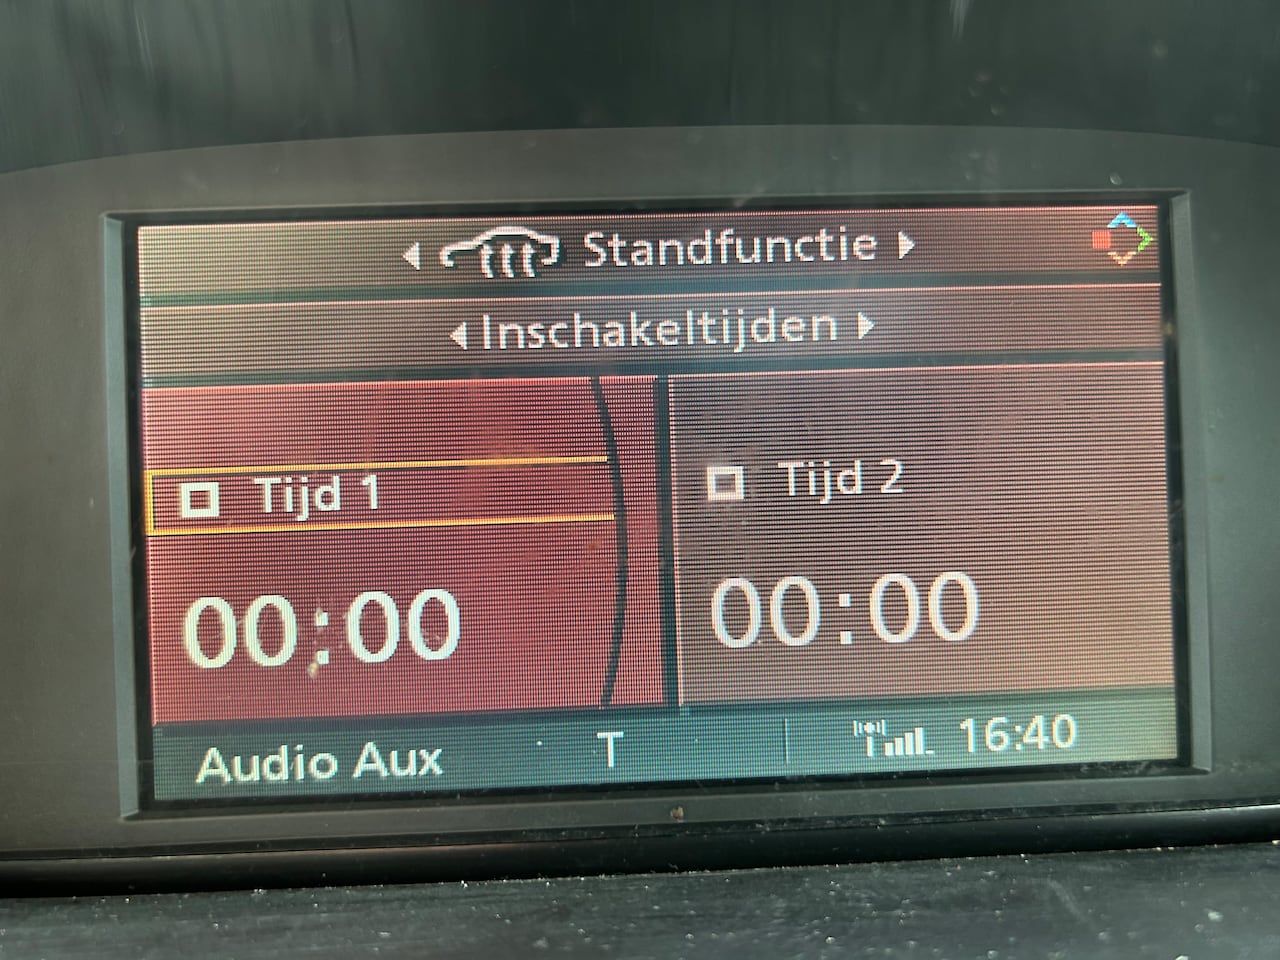 Standfunctie
Inschakeltijden
Tijd 1
00:00
Tijd 2
00:00
Audio Aux
T
16:40